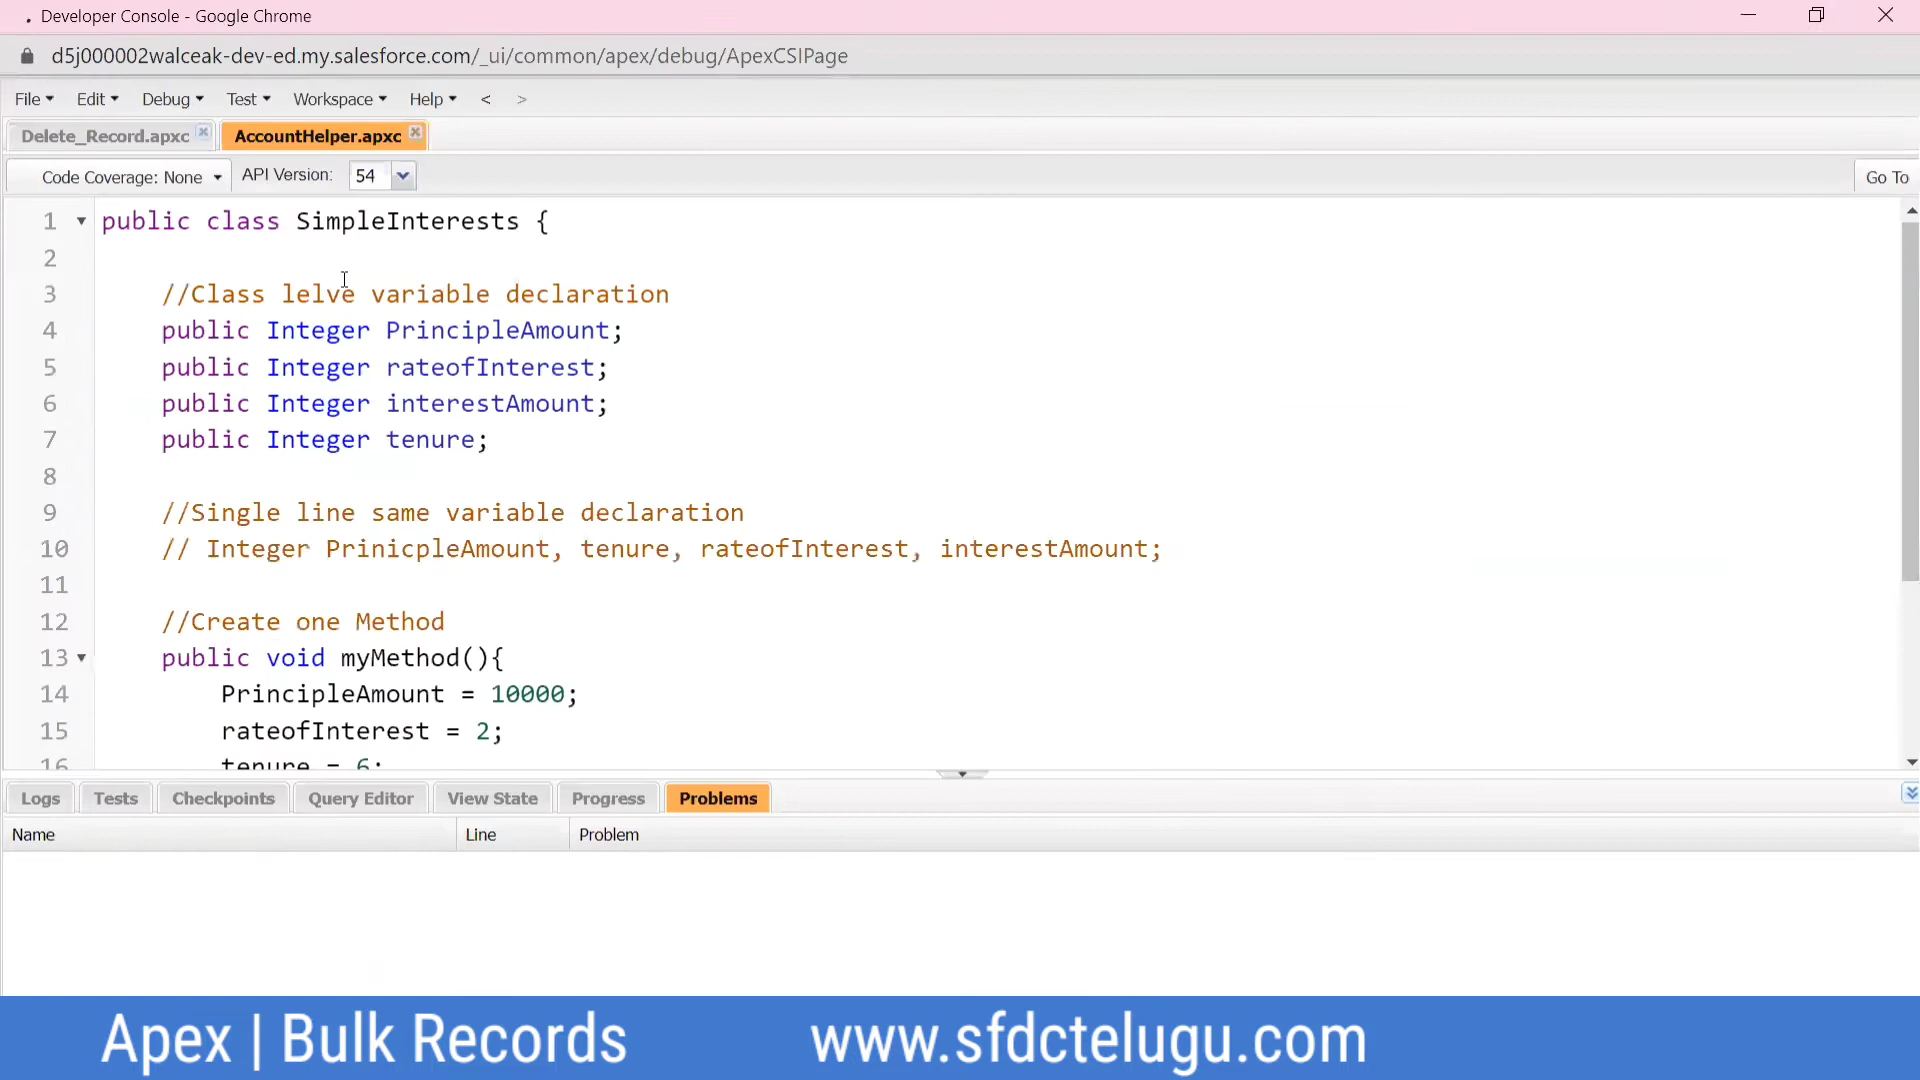 Developer Console - Google Chrome
d5j000002walceak-dev-ed.my.salesforce.com/_ui/common/apex/debug/ApexCSIPage
File Edit Debug Test Workspace Help < >
Delete_Record.apxc AccountHelper.apxc
Code Coverage: None API Version: 54 Go To
1 public class SimpleInterests {
2
3 //Class lelve variable declaration
4 public Integer PrincipleAmount;
5 public Integer rateofInterest;
6 public Integer interestAmount;
7 public Integer tenure;
8
9 //Single line same variable declaration
10 // Integer PrinicpleAmount, tenure, rateofInterest, interestAmount;
11
12 //Create one Method
13 public void myMethod(){
14 PrincipleAmount = 10000;
15 rateofInterest = 2;
16 tenure = 6;
Logs Tests Checkpoints Query Editor View State Progress Problems
Name Line Problem
Apex | Bulk Records www.sfdctelugu.com